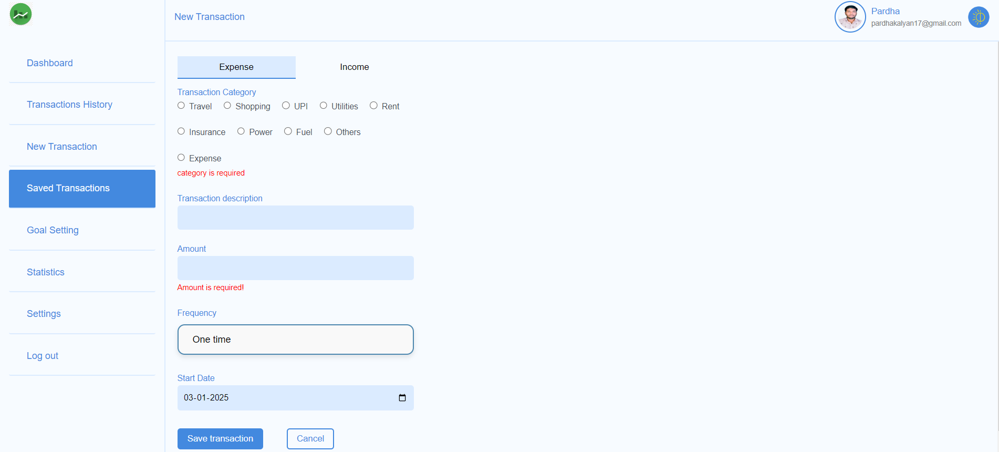 New Transaction
Pardha
pardhakalyan17@gmail.com
Dashboard
Transactions History
New Transaction
Saved Transactions
Goal Setting
Statistics
Settings
Log out
Expense Income
Transaction Category
Travel Shopping UPI Utilities Rent
Insurance Power Fuel Others
Expense
category is required
Transaction description
Amount
Amount is required!
Frequency
One time
Start Date
03-01-2025
Save transaction Cancel